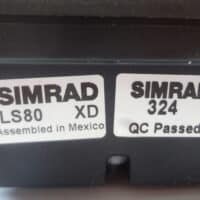 SIMRAD
LS80 XD
Assembled in Mexico
SIMRAD
324
QC Passed